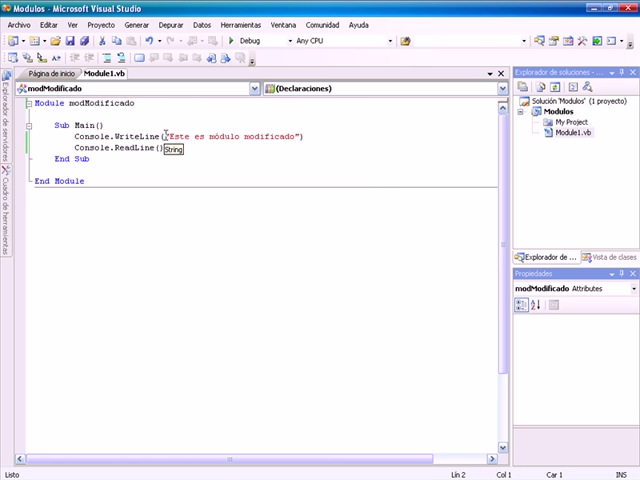 Modulos - Microsoft Visual Studio
Archivo Editar Ver Proyecto Generar Depurar Datos Herramientas Ventana Comunidad Ayuda
Debug Any CPU
Página de inicio Module1.vb
modModificado (Declaraciones)
Module modModificado
Sub Main()
Console.WriteLine("Este es módulo modificado")
Console.ReadLine()
String
End Sub
End Module
Explorador de servidores
Cuadro de herramientas
Explorador de soluciones - ...
Solución 'Modulos' (1 proyecto)
Modulos
My Project
Module1.vb
Explorador de ... Vista de clases
Propiedades
modModificado Attributes
Listo Lín 2 Col 1 Car 1 INS